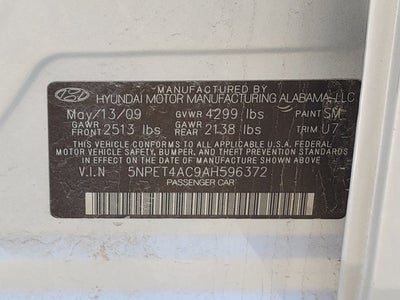 MANUFACTURED BY
HYUNDAI MOTOR MANUFACTURING ALABAMA, LLC
May/13/09 GVWR 4299 lbs PAINT SM
GAWR FRONT 2513 lbs GAWR REAR 2138 lbs TRIM U7
THIS VEHICLE CONFORMS TO ALL APPLICABLE U.S. FEDERAL
MOTOR VEHICLE SAFETY, BUMPER, AND THEFT PREVENTION
STANDARDS IN EFFECT ON THE DATE OF MANUFACTURE SHOWN ABOVE.
V.I.N 5NPET4AC9AH596372
PASSENGER CAR